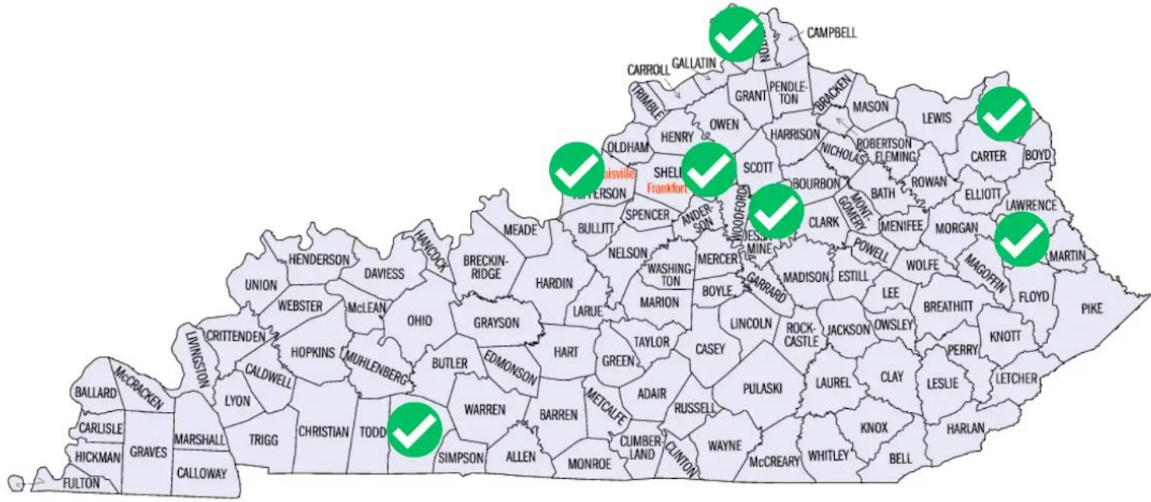 CAMPBELL
GALLATIN
CARROLL
TRIMBLE
GRANT
PENDLE-
TON
BRACKEN
MASON
LEWIS
OWEN
HENRY
OLDHAM
HARRISON
ROBERTSON
FLEMING
NICHOLAS
CARTER
BOYD
SCOTT
SHELB
Frankfort
BOURBON
BATH
ROWAN
ELLIOTT
LAWRENCE
SPENCER
ANDER-
SON
WOODFORD
CLARK
MONT-
GOMERY
MENIFEE
MORGAN
BULLITT
MEADE
HANCOCK
BRECKIN-
RIDGE
NELSON
WASHING-
TON
MERCER
MINE
MADISON
ESTILL
POWELL
WOLFE
MAGOFFIN
MARTIN
HENDERSON
DAVIESS
UNION
WEBSTER
McLEAN
OHIO
GRAYSON
HARDIN
LARUE
MARION
BOYLE
GARRARD
LEE
BREATHITT
FLOYD
PIKE
CRITTENDEN
LIVINGSTON
HOPKINS
MUHLENBERG
BUTLER
EDMONSON
HART
GREEN
TAYLOR
CASEY
LINCOLN
ROCK-
CASTLE
JACKSON
OWSLEY
PERRY
KNOTT
LETCHER
BALLARD
McCRACKEN
LYON
CALDWELL
WARREN
BARREN
METCALFE
ADAIR
RUSSELL
PULASKI
LAUREL
CLAY
LESLIE
HARLAN
CARLISLE
HICKMAN
FULTON
GRAVES
MARSHALL
CALLOWAY
TRIGG
CHRISTIAN
TODD
SIMPSON
ALLEN
MONROE
CUMBER-
LAND
CLINTON
WAYNE
McCREARY
WHITLEY
KNOX
BELL